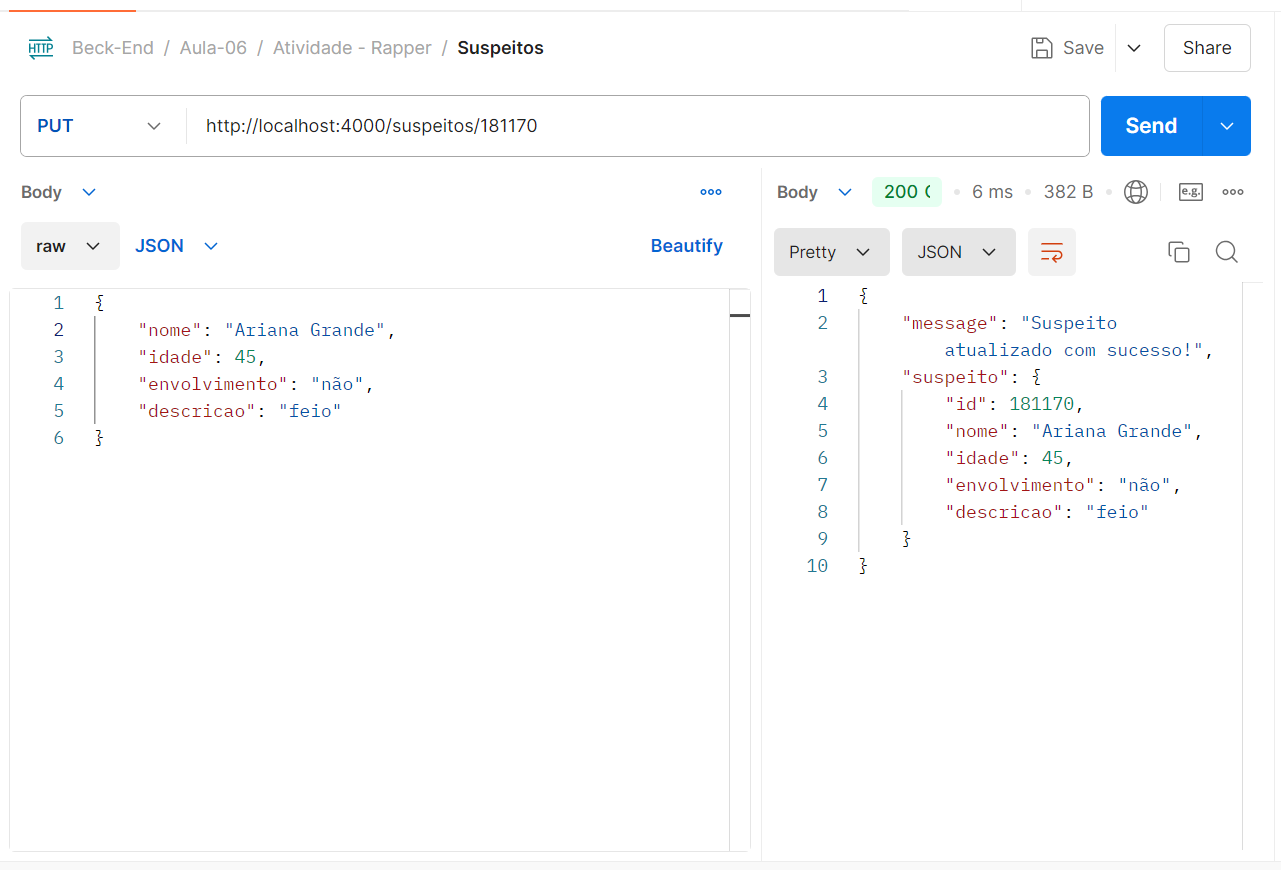 HTTP Beck-End / Aula-06 / Atividade - Rapper / Suspeitos
Save
Share
PUT
http://localhost:4000/suspeitos/181170
Send
Body
raw
JSON
Beautify
1 {
2 "nome": "Ariana Grande",
3 "idade": 45,
4 "envolvimento": "não",
5 "descricao": "feio"
6 }
Body
200
6 ms
382 B
e.g.
Pretty
JSON
1 {
2 "message": "Suspeito
atualizado com sucesso!",
3 "suspeito": {
4 "id": 181170,
5 "nome": "Ariana Grande",
6 "idade": 45,
7 "envolvimento": "não",
8 "descricao": "feio"
9 }
10 }